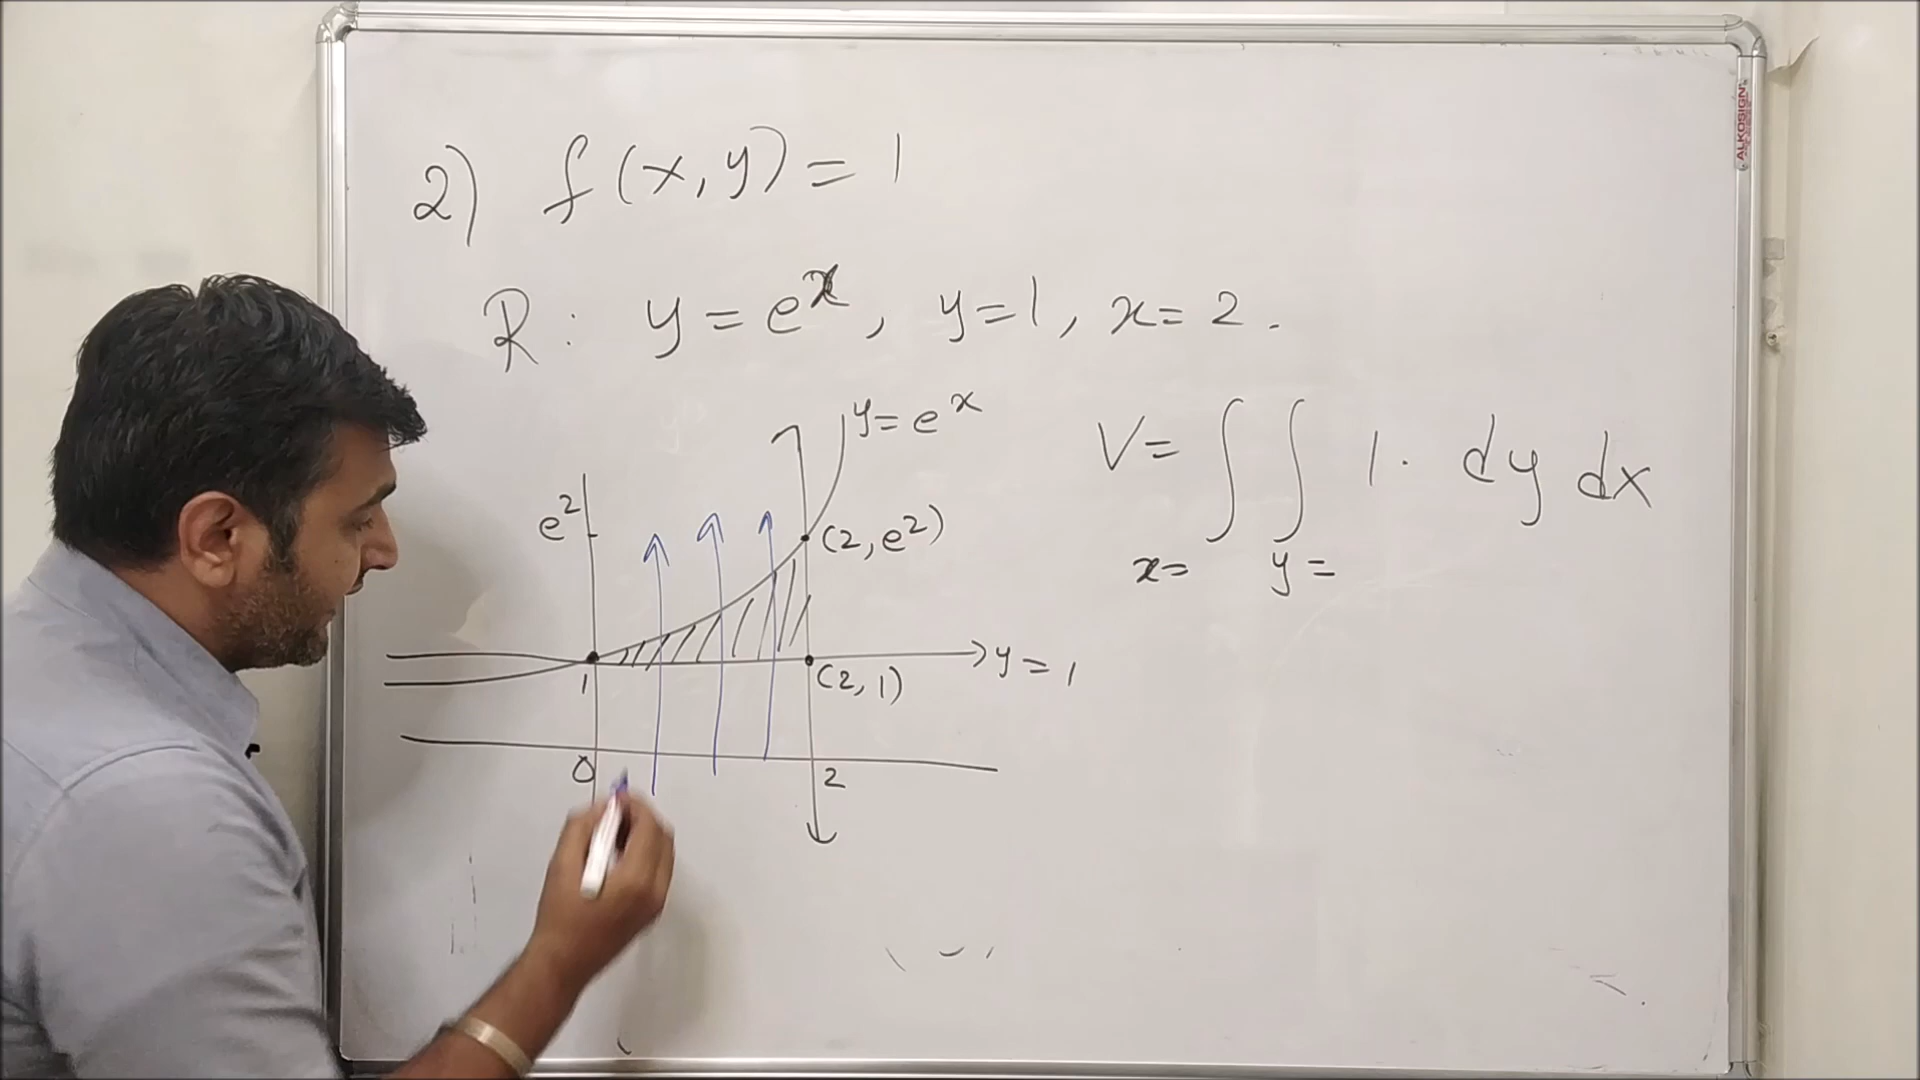 2) f(x,y)=1
R: y=e^x, y=1, x=2.
y=e^x
V=∫∫ 1. dy dx
x= y=
e²
(2,e²)
1
(2,1)
y=1
0
2
ALKOSIGN